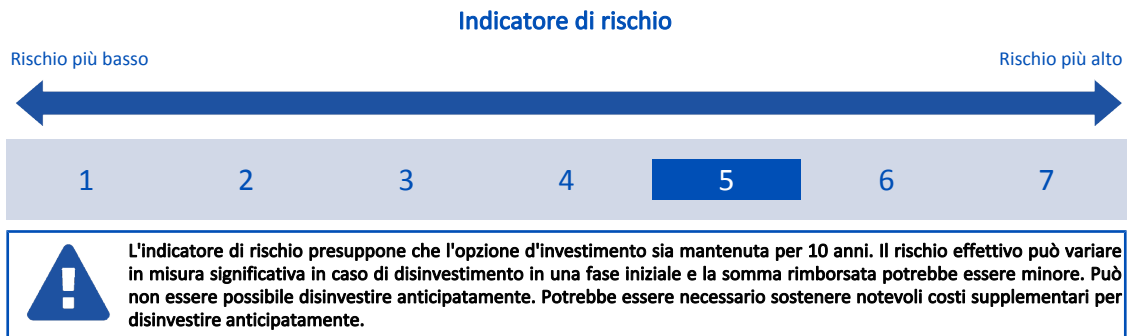 Indicatore di rischio
Rischio più basso
Rischio più alto
1 2 3 4 5 6 7
L'indicatore di rischio presuppone che l'opzione d'investimento sia mantenuta per 10 anni. Il rischio effettivo può variare
in misura significativa in caso di disinvestimento in una fase iniziale e la somma rimborsata potrebbe essere minore. Può
non essere possibile disinvestire anticipatamente. Potrebbe essere necessario sostenere notevoli costi supplementari per
disinvestire anticipatamente.